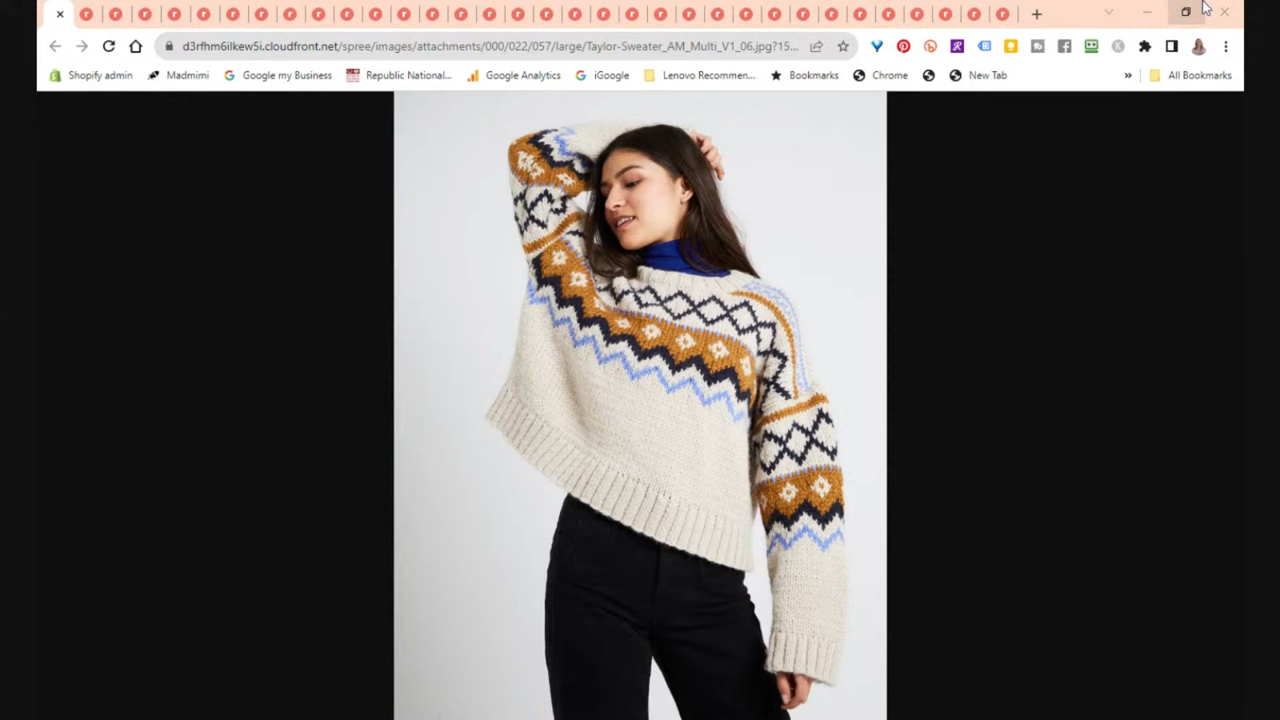 d3rfhm6ilkew5i.cloudfront.net/spree/images/attachments/000/022/057/large/Taylor-Sweater_AM_Multi_V1_06.jpg?15...
Shopify admin Madmimi Google my Business Republic National... Google Analytics iGoogle Lenovo Recommen... Bookmarks Chrome New Tab » All Bookmarks